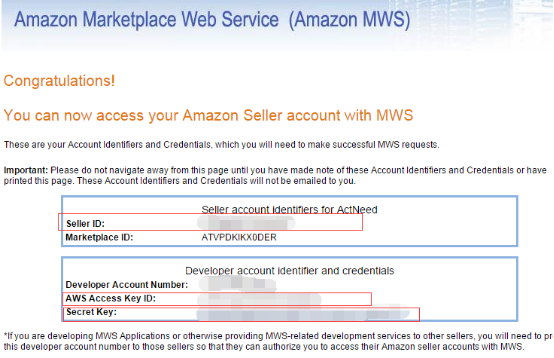 Amazon Marketplace Web Service (Amazon MWS)
Congratulations!
You can now access your Amazon Seller account with MWS
These are your Account Identifiers and Credentials, which you will need to make successful MWS requests.
Important: Please do not navigate away from this page until you have made note of these Account Identifiers and Credentials or have
printed this page. These Account Identifiers and Credentials will not be emailed to you.
Seller account identifiers for ActNeed
Seller ID:
Marketplace ID: ATVPDKIKX0DER
Developer account identifier and credentials
Developer Account Number:
AWS Access Key ID:
Secret Key:
*If you are developing MWS Applications or otherwise providing MWS-related development services to other sellers, you will need to pr
this developer account number to those sellers so that they can authorize you to access their Amazon seller accounts with MWS.